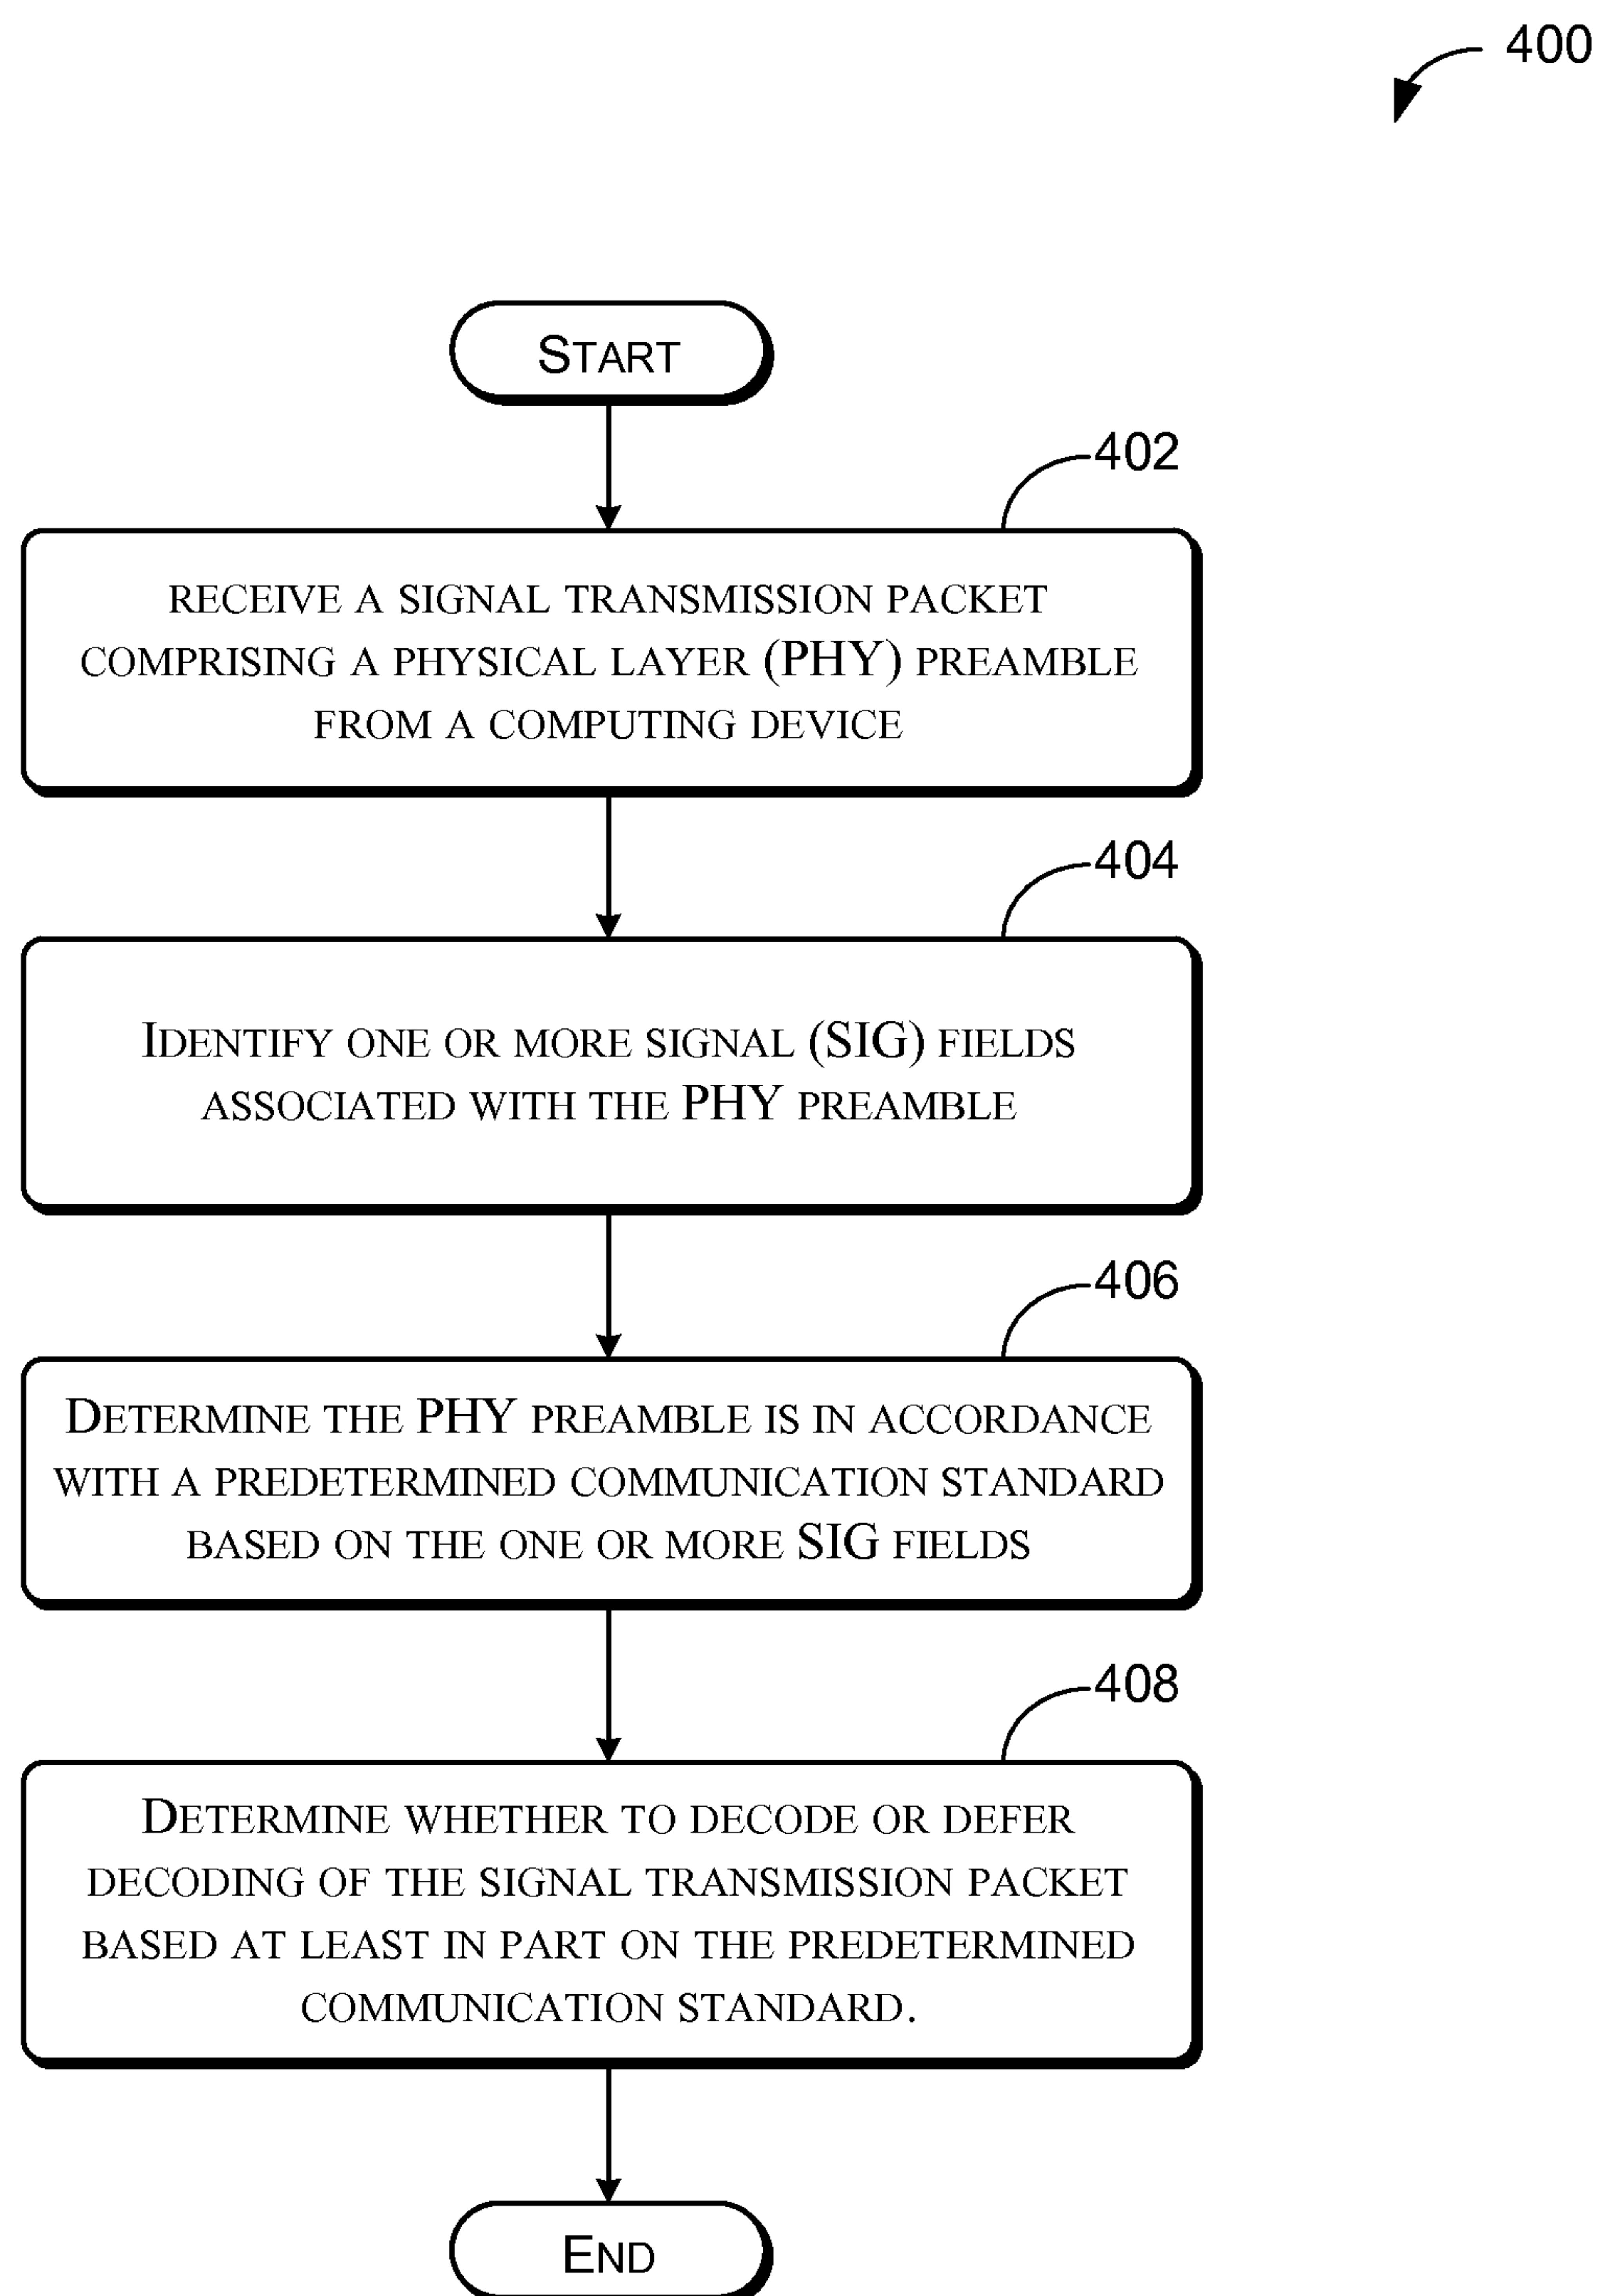 400
START
402
RECEIVE A SIGNAL TRANSMISSION PACKET
COMPRISING A PHYSICAL LAYER (PHY) PREAMBLE
FROM A COMPUTING DEVICE
404
IDENTIFY ONE OR MORE SIGNAL (SIG) FIELDS
ASSOCIATED WITH THE PHY PREAMBLE
406
DETERMINE THE PHY PREAMBLE IS IN ACCORDANCE
WITH A PREDETERMINED COMMUNICATION STANDARD
BASED ON THE ONE OR MORE SIG FIELDS
408
DETERMINE WHETHER TO DECODE OR DEFER
DECODING OF THE SIGNAL TRANSMISSION PACKET
BASED AT LEAST IN PART ON THE PREDETERMINED
COMMUNICATION STANDARD.
END